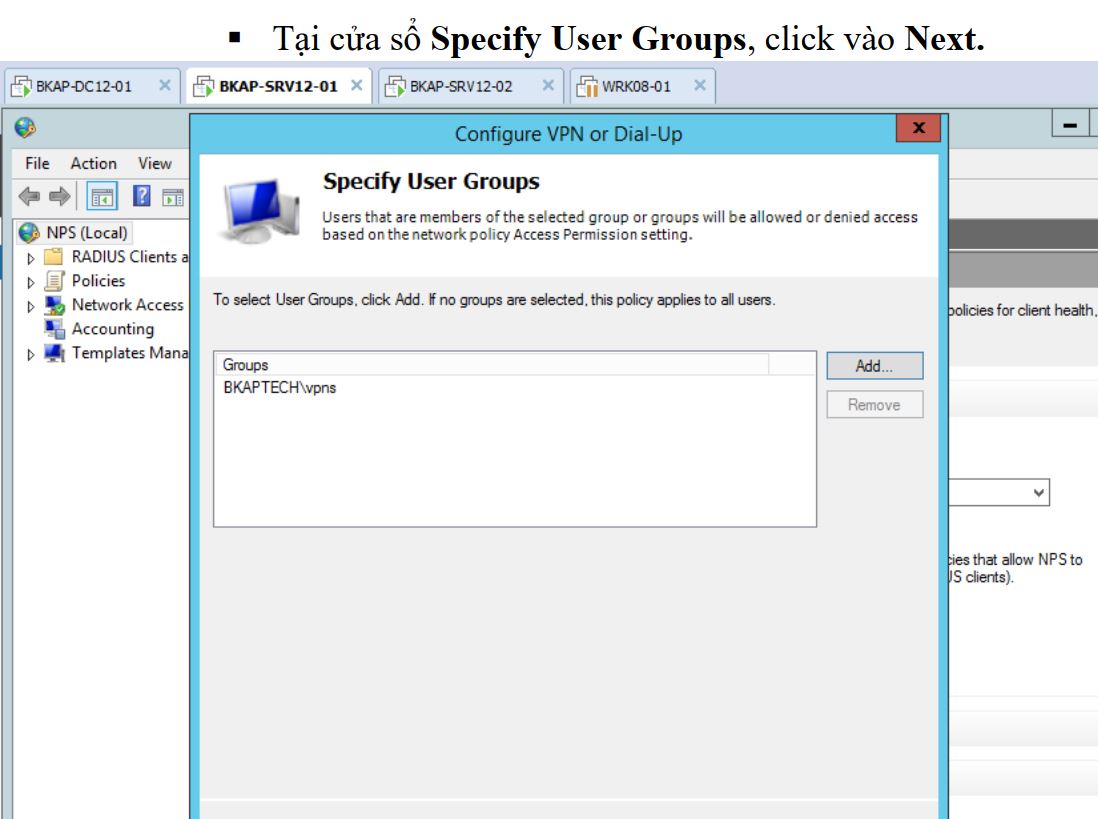 ▪ Tại cửa sổ Specify User Groups, click vào Next.
BKAP-DC12-01 BKAP-SRV12-01 BKAP-SRV12-02 WRK08-01
Configure VPN or Dial-Up
File Action View
Specify User Groups
Users that are members of the selected group or groups will be allowed or denied access
based on the network policy Access Permission setting.
NPS (Local)
RADIUS Clients a
Policies
Network Access
Accounting
Templates Mana
To select User Groups, click Add. If no groups are selected, this policy applies to all users.
policies for client health,
Groups
BKAPTECH\vpns
Add...
Remove
cies that allow NPS to
US clients).